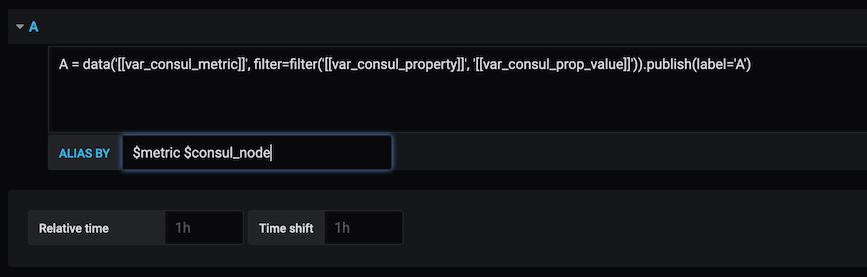 A
A = data('[[var_consul_metric]]', filter=filter('[[var_consul_property]]', '[[var_consul_prop_value]]')).publish(label='A')
ALIAS BY $metric $consul_node
Relative time 1h Time shift 1h